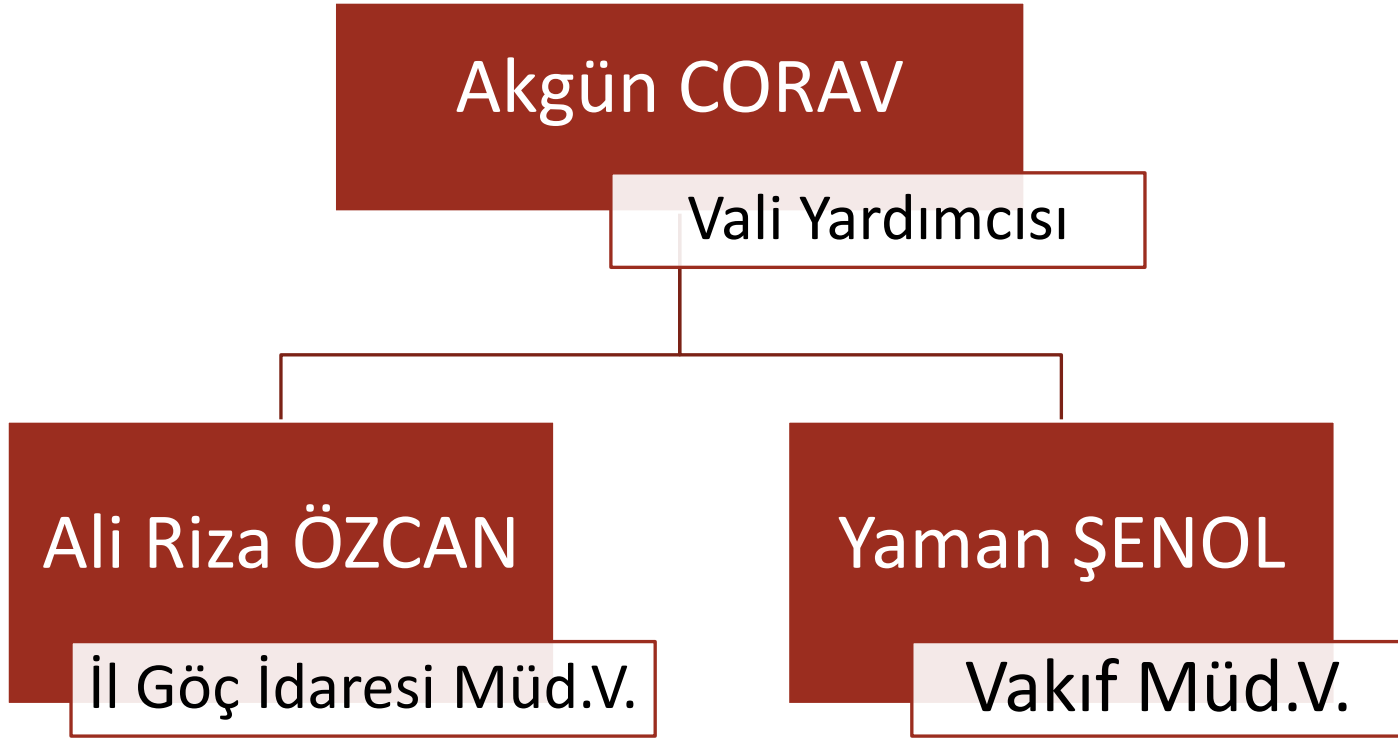 Akgün CORAV
Vali Yardımcısı
Ali Riza ÖZCAN
İl Göç İdaresi Müd.V.
Yaman ŞENOL
Vakıf Müd.V.